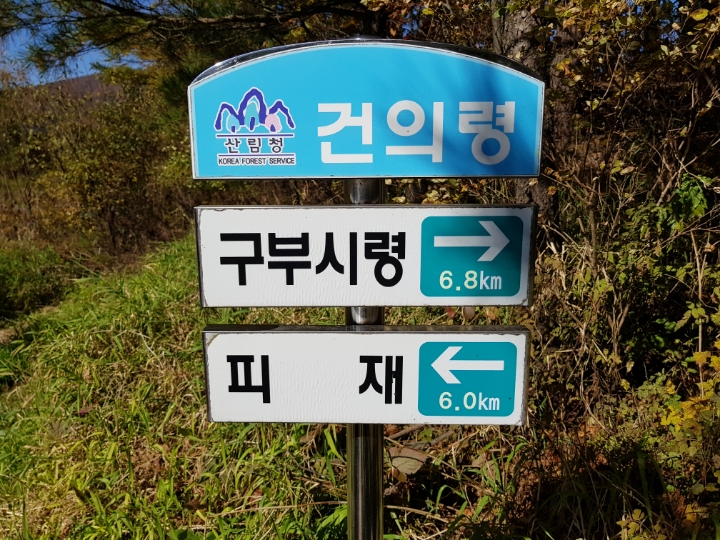 건의령
산림청
KOREA FOREST SERVICE
구부시령 →
6.8km
피 재 ←
6.0km